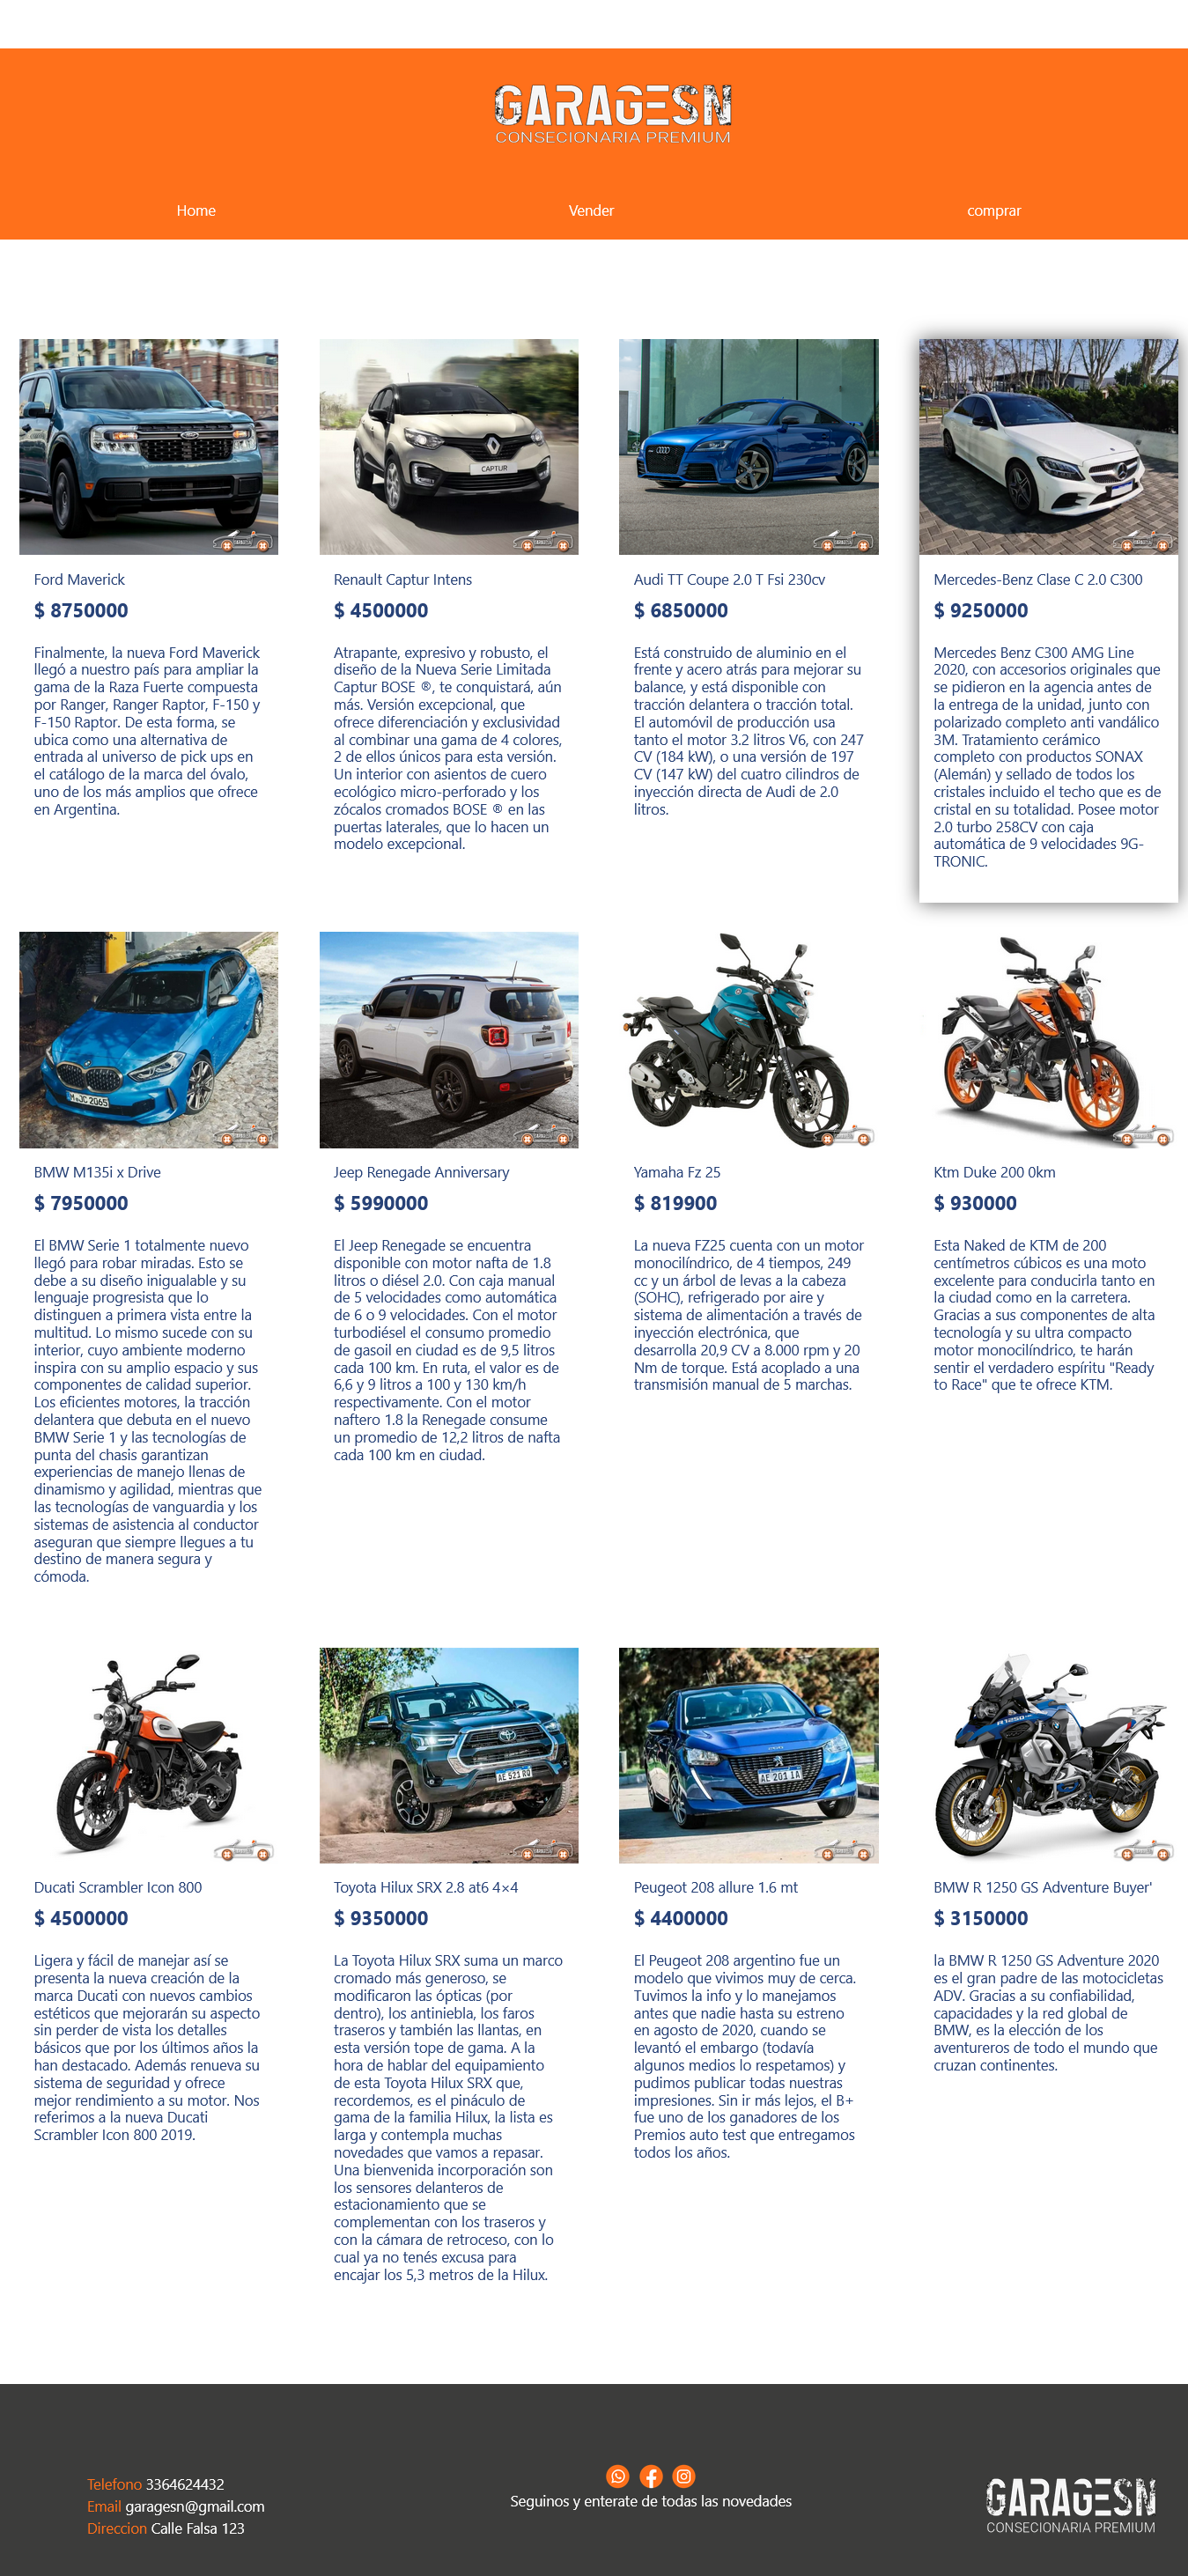 GARAGESN
CONSECIONARIA PREMIUM
Home
Vender
comprar
CAPTUR
Ford Maverick
$ 8750000
Finalmente, la nueva Ford Maverick
llegó a nuestro país para ampliar la
gama de la Raza Fuerte compuesta
por Ranger, Ranger Raptor, F-150 y
F-150 Raptor. De esta forma, se
ubica como una alternativa de
entrada al universo de pick ups en
el catálogo de la marca del óvalo,
uno de los más amplios que ofrece
en Argentina.
Renault Captur Intens
$ 4500000
Atrapante, expresivo y robusto, el
diseño de la Nueva Serie Limitada
Captur BOSE ®, te conquistará, aún
más. Versión excepcional, que
ofrece diferenciación y exclusividad
al combinar una gama de 4 colores,
2 de ellos únicos para esta versión.
Un interior con asientos de cuero
ecológico micro-perforado y los
zócalos cromados BOSE ® en las
puertas laterales, que lo hacen un
modelo excepcional.
Audi TT Coupe 2.0 T Fsi 230cv
$ 6850000
Está construido de aluminio en el
frente y acero atrás para mejorar su
balance, y está disponible con
tracción delantera o tracción total.
El automóvil de producción usa
tanto el motor 3.2 litros V6, con 247
CV (184 kW), o una versión de 197
CV (147 kW) del cuatro cilindros de
inyección directa de Audi de 2.0
litros.
Mercedes-Benz Clase C 2.0 C300
$ 9250000
Mercedes Benz C300 AMG Line
2020, con accesorios originales que
se pidieron en la agencia antes de
la entrega de la unidad, junto con
polarizado completo anti vandálico
3M. Tratamiento cerámico
completo con productos SONAX
(Alemán) y sellado de todos los
cristales incluido el techo que es de
cristal en su totalidad. Posee motor
2.0 turbo 258CV con caja
automática de 9 velocidades 9G-
TRONIC.
M·JC 2065
BMW M135i x Drive
$ 7950000
El BMW Serie 1 totalmente nuevo
llegó para robar miradas. Esto se
debe a su diseño inigualable y su
lenguaje progresista que lo
distinguen a primera vista entre la
multitud. Lo mismo sucede con su
interior, cuyo ambiente moderno
inspira con su amplio espacio y sus
componentes de calidad superior.
Los eficientes motores, la tracción
delantera que debuta en el nuevo
BMW Serie 1 y las tecnologías de
punta del chasis garantizan
experiencias de manejo llenas de
dinamismo y agilidad, mientras que
las tecnologías de vanguardia y los
sistemas de asistencia al conductor
aseguran que siempre llegues a tu
destino de manera segura y
cómoda.
Jeep Renegade Anniversary
$ 5990000
El Jeep Renegade se encuentra
disponible con motor nafta de 1.8
litros o diésel 2.0. Con caja manual
de 5 velocidades como automática
de 6 o 9 velocidades. Con el motor
turbodiésel el consumo promedio
de gasoil en ciudad es de 9,5 litros
cada 100 km. En ruta, el valor es de
6,6 y 9 litros a 100 y 130 km/h
respectivamente. Con el motor
naftero 1.8 la Renegade consume
un promedio de 12,2 litros de nafta
cada 100 km en ciudad.
Yamaha Fz 25
$ 819900
La nueva FZ25 cuenta con un motor
monocilíndrico, de 4 tiempos, 249
cc y un árbol de levas a la cabeza
(SOHC), refrigerado por aire y
sistema de alimentación a través de
inyección electrónica, que
desarrolla 20,9 CV a 8.000 rpm y 20
Nm de torque. Está acoplado a una
transmisión manual de 5 marchas.
Ktm Duke 200 0km
$ 930000
Esta Naked de KTM de 200
centímetros cúbicos es una moto
excelente para conducirla tanto en
la ciudad como en la carretera.
Gracias a sus componentes de alta
tecnología y su ultra compacto
motor monocilíndrico, te harán
sentir el verdadero espíritu "Ready
to Race" que te ofrece KTM.
AE 521 RQ
AE 201 IA
R 1250
Ducati Scrambler Icon 800
$ 4500000
Ligera y fácil de manejar así se
presenta la nueva creación de la
marca Ducati con nuevos cambios
estéticos que mejorarán su aspecto
sin perder de vista los detalles
básicos que por los últimos años la
han destacado. Además renueva su
sistema de seguridad y ofrece
mejor rendimiento a su motor. Nos
referimos a la nueva Ducati
Scrambler Icon 800 2019.
Toyota Hilux SRX 2.8 at6 4×4
$ 9350000
La Toyota Hilux SRX suma un marco
cromado más generoso, se
modificaron las ópticas (por
dentro), los antiniebla, los faros
traseros y también las llantas, en
esta versión tope de gama. A la
hora de hablar del equipamiento
de esta Toyota Hilux SRX que,
recordemos, es el pináculo de
gama de la familia Hilux, la lista es
larga y contempla muchas
novedades que vamos a repasar.
Una bienvenida incorporación son
los sensores delanteros de
estacionamiento que se
complementan con los traseros y
con la cámara de retroceso, con lo
cual ya no tenés excusa para
encajar los 5,3 metros de la Hilux.
Peugeot 208 allure 1.6 mt
$ 4400000
El Peugeot 208 argentino fue un
modelo que vivimos muy de cerca.
Tuvimos la info y lo manejamos
antes que nadie hasta su estreno
en agosto de 2020, cuando se
levantó el embargo (todavía
algunos medios lo respetamos) y
pudimos publicar todas nuestras
impresiones. Sin ir más lejos, el B+
fue uno de los ganadores de los
Premios auto test que entregamos
todos los años.
BMW R 1250 GS Adventure Buyer'
$ 3150000
la BMW R 1250 GS Adventure 2020
es el gran padre de las motocicletas
ADV. Gracias a su confiabilidad,
capacidades y la red global de
BMW, es la elección de los
aventureros de todo el mundo que
cruzan continentes.
Telefono 3364624432
Email garagesn@gmail.com
Direccion Calle Falsa 123
Seguinos y enterate de todas las novedades
GARAGESN
CONSECIONARIA PREMIUM